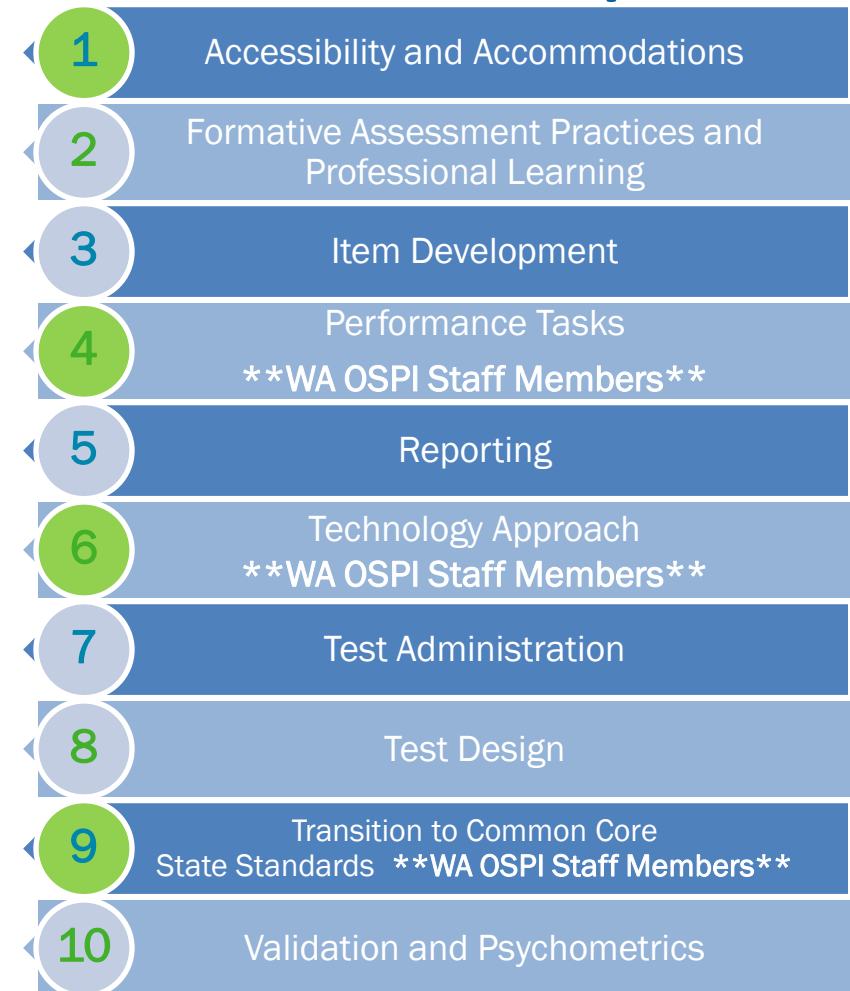 1
Accessibility and Accommodations
2
Formative Assessment Practices and
Professional Learning
3
Item Development
4
Performance Tasks
**WA OSPI Staff Members**
5
Reporting
6
Technology Approach
**WA OSPI Staff Members**
7
Test Administration
8
Test Design
9
Transition to Common Core
State Standards **WA OSPI Staff Members**
10
Validation and Psychometrics